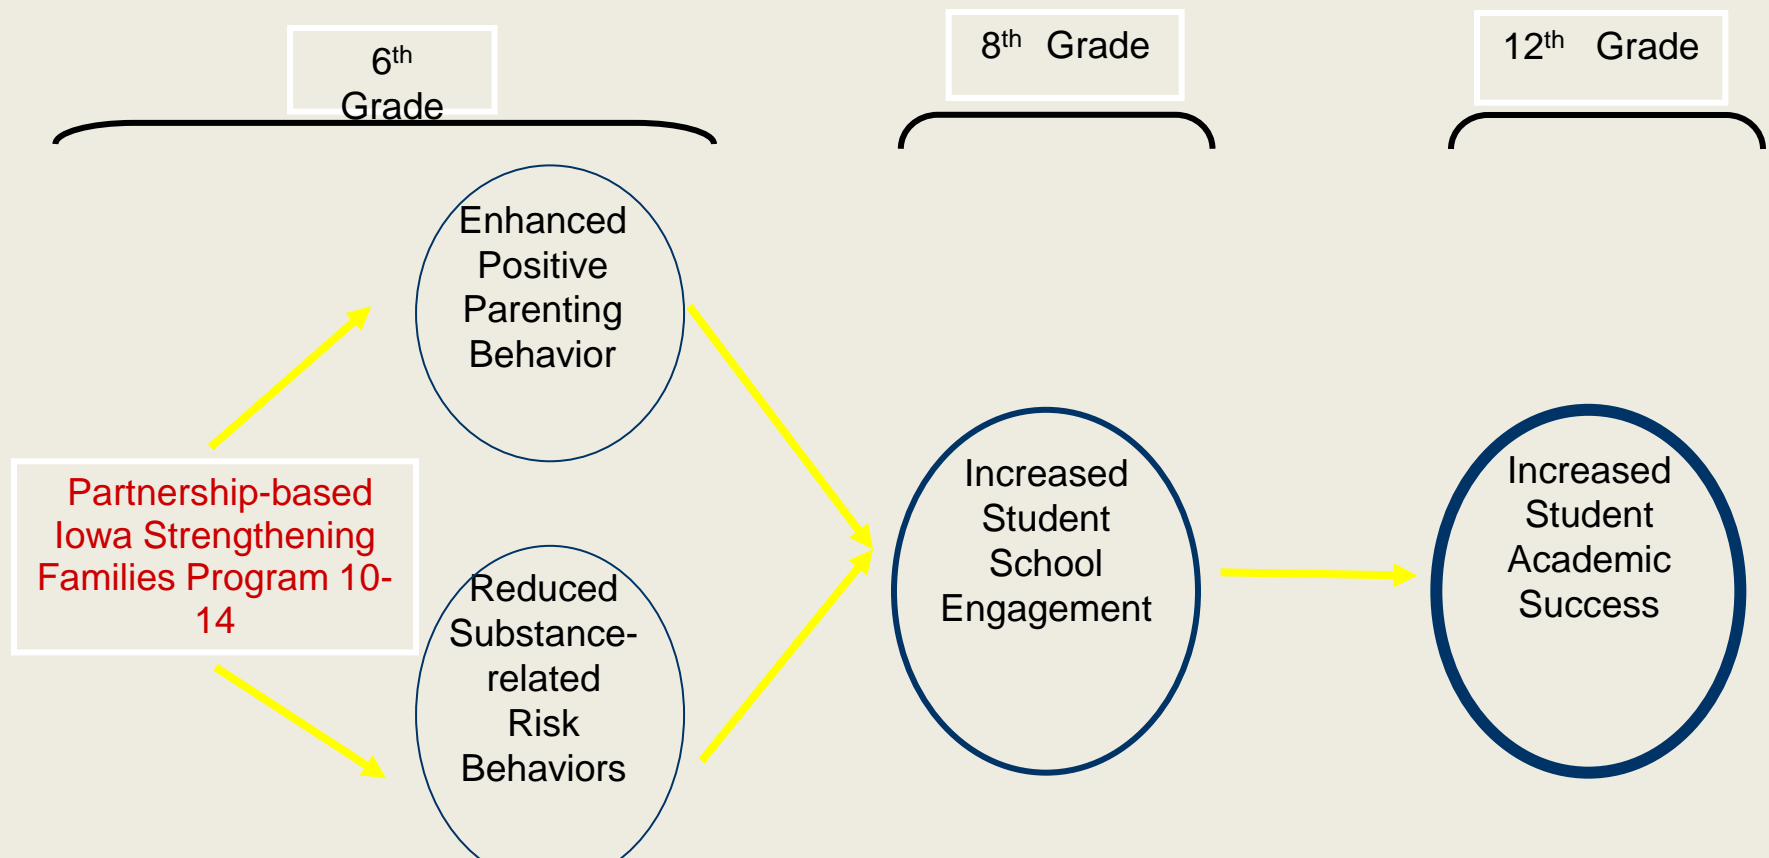 6th
Grade
8th Grade
12th Grade
Enhanced
Positive
Parenting
Behavior
Partnership-based
Iowa Strengthening
Families Program 10-
14
Reduced
Substance-
related
Risk
Behaviors
Increased
Student
School
Engagement
Increased
Student
Academic
Success